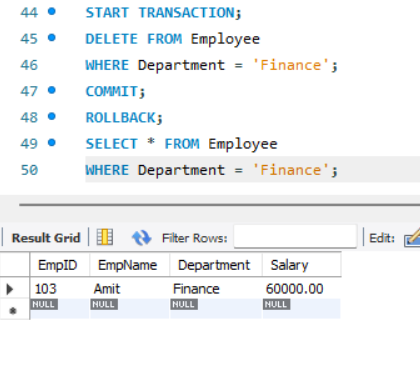 44 START TRANSACTION;
45 DELETE FROM Employee
46 WHERE Department = 'Finance';
47 COMMIT;
48 ROLLBACK;
49 SELECT * FROM Employee
50 WHERE Department = 'Finance';
Result Grid Filter Rows: Edit:
EmpID EmpName Department Salary
103 Amit Finance 60000.00
NULL NULL NULL NULL